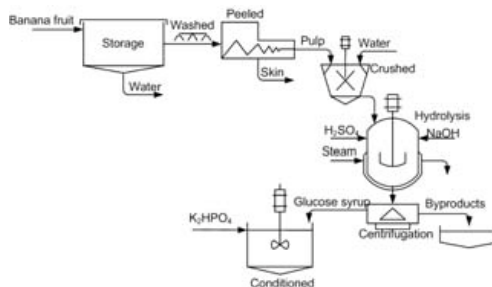 Banana fruit
Storage
Washed
Peeled
Pulp
Water
Crushed
Skin
Water
Hydrolysis
H₂SO₄
NaOH
Steam
Glucose syrup
Byproducts
K₂HPO₄
Centrifugation
Conditioned